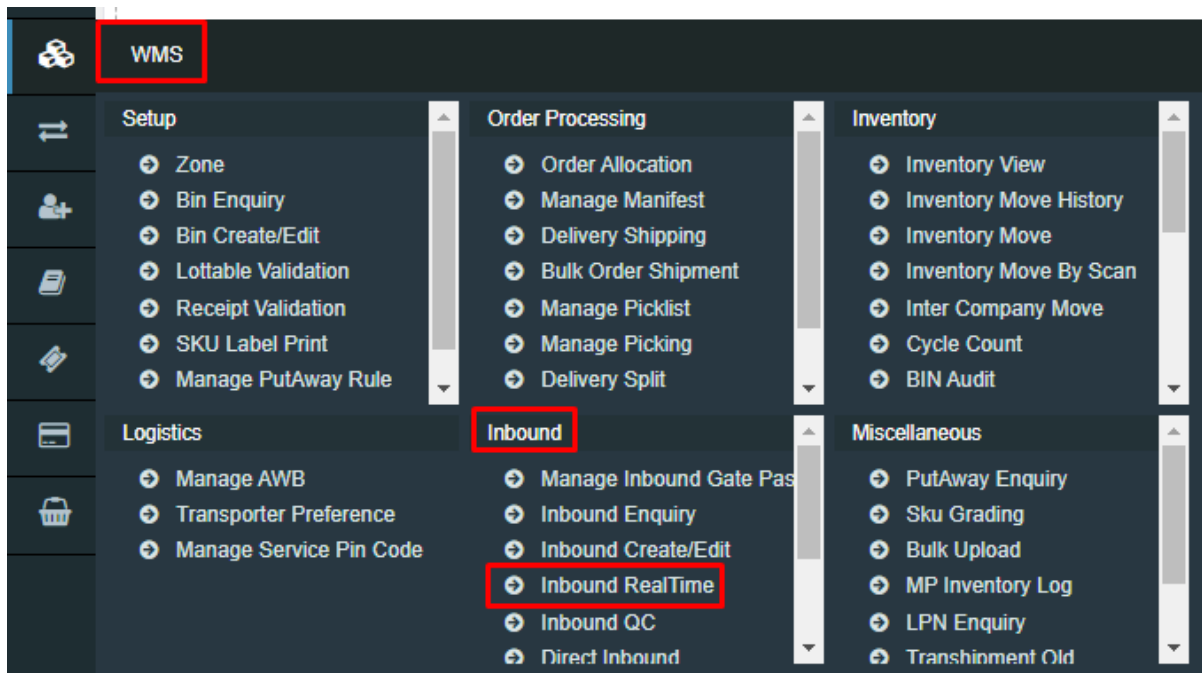 WMS
Setup
Zone
Bin Enquiry
Bin Create/Edit
Lottable Validation
Receipt Validation
SKU Label Print
Manage PutAway Rule
Order Processing
Order Allocation
Manage Manifest
Delivery Shipping
Bulk Order Shipment
Manage Picklist
Manage Picking
Delivery Split
Inventory
Inventory View
Inventory Move History
Inventory Move
Inventory Move By Scan
Inter Company Move
Cycle Count
BIN Audit
Logistics
Manage AWB
Transporter Preference
Manage Service Pin Code
Inbound
Manage Inbound Gate Pas
Inbound Enquiry
Inbound Create/Edit
Inbound RealTime
Inbound QC
Direct Inbound
Miscellaneous
PutAway Enquiry
Sku Grading
Bulk Upload
MP Inventory Log
LPN Enquiry
Transhipment Old